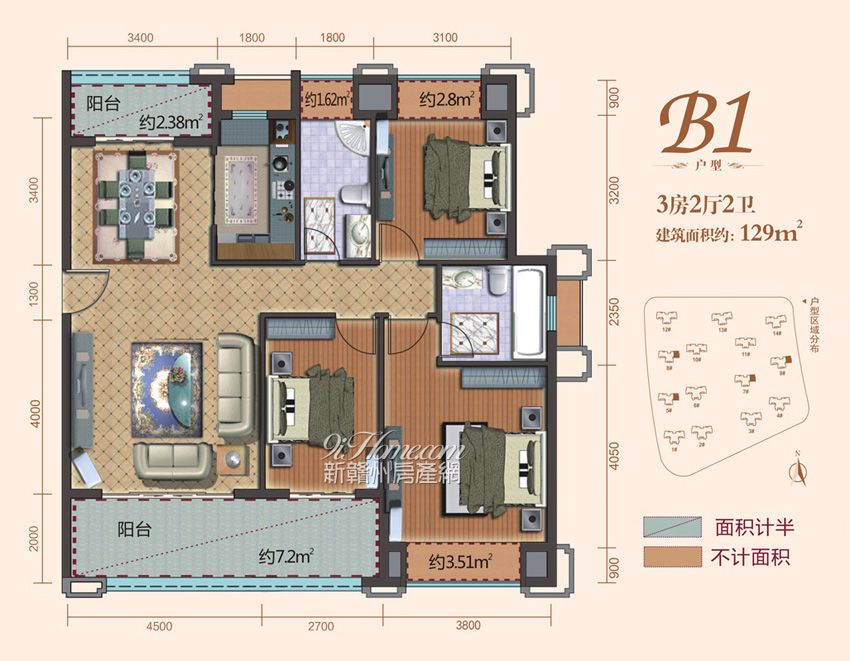 3400
1800
1800
3100
阳台
约2.38m²
约1.62m²
约2.8m²
900
3400
3200
1300
2350
4000
4050
2000
900
B1
户型
3房2厅2卫
建筑面积约: 129m²
户型区域分布
12#
13#
14#
8#
10#
11#
9#
7#
5#
6#
3#
4#
1#
2#
N
9iHome.com
新贛州房產網
阳台
约7.2m²
约3.51m²
面积计半
不计面积
4500
2700
3800